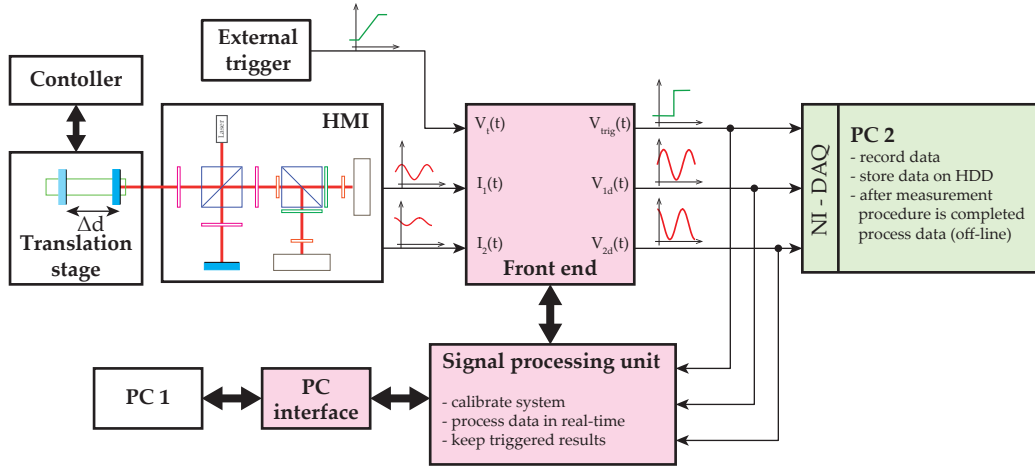 External
trigger
Contoller
HMI
Laser
Δd
Translation
stage
V_t(t)
I_1(t)
I_2(t)
V_trig(t)
V_1d(t)
V_2d(t)
Front end
NI - DAQ
PC 2
- record data
- store data on HDD
- after measurement
procedure is completed
process data (off-line)
Signal processing unit
- calibrate system
- process data in real-time
- keep triggered results
PC 1
PC
interface